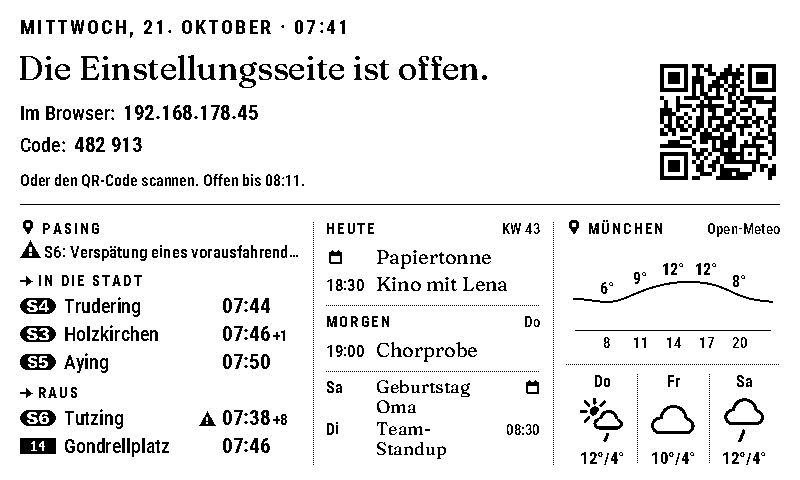 MITTWOCH, 21. OKTOBER · 07:41
Die Einstellungsseite ist offen.
Im Browser: 192.168.178.45
Code: 482 913
Oder den QR-Code scannen. Offen bis 08:11.
PASING
S6: Verspätung eines vorausfahrend…
IN DIE STADT
S4 Trudering 07:44
S3 Holzkirchen 07:46 +1
S5 Aying 07:50
RAUS
S6 Tutzing 07:38 +8
14 Gondrellplatz 07:46
HEUTE KW 43
Papiertonne
18:30 Kino mit Lena
MORGEN Do
19:00 Chorprobe
Sa Geburtstag
Oma
Di Team- 08:30
Standup
MÜNCHEN Open-Meteo
6° 9° 12° 12° 8°
8 11 14 17 20
Do Fr Sa
12°/4° 10°/4° 12°/4°